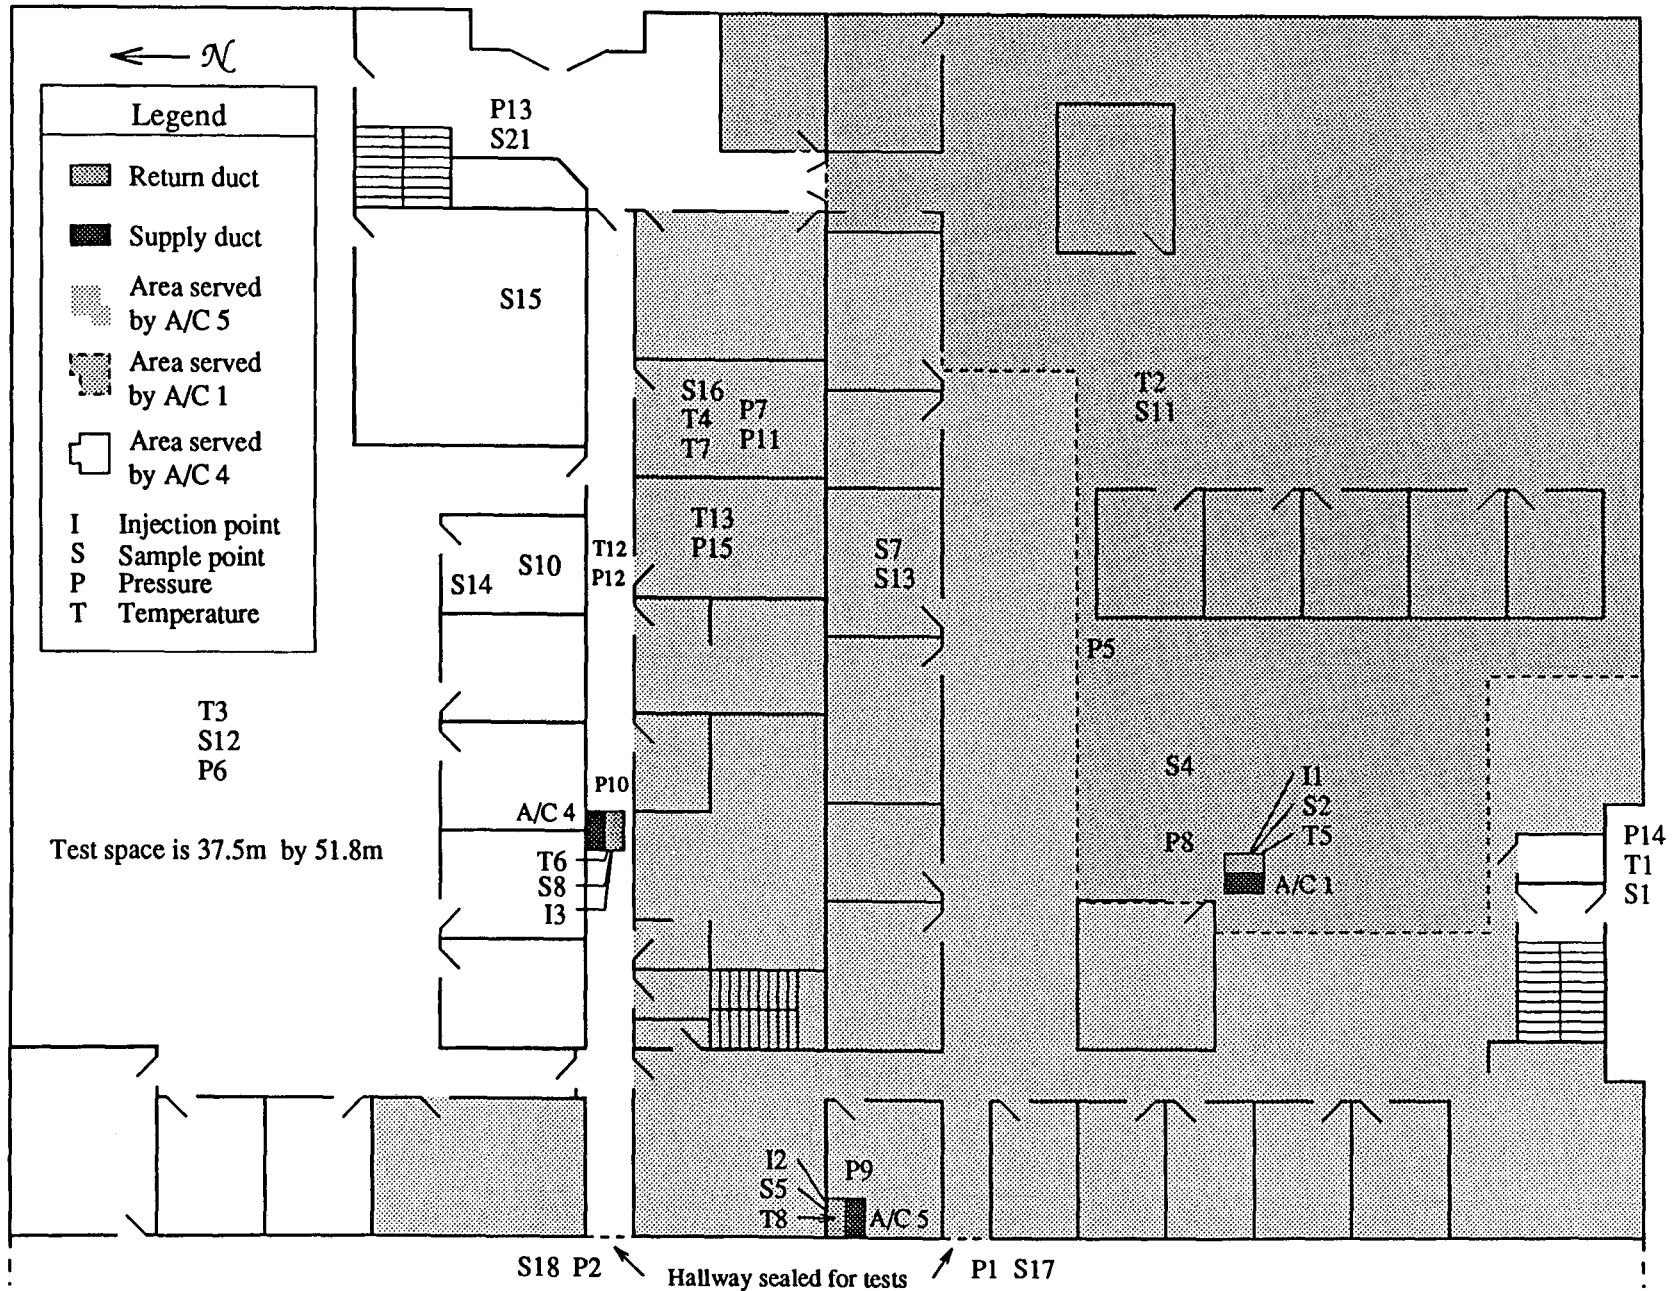 N
Legend
Return duct
Supply duct
Area served
by A/C 5
Area served
by A/C 1
Area served
by A/C 4
I Injection point
S Sample point
P Pressure
T Temperature
P13
S21
S15
S16
T4
T7
P7
P11
T2
S11
T13
P15
T12
P12
S10
S14
S7
S13
P5
T3
S12
P6
S4
I1
S2
T5
P8
A/C 1
P10
A/C 4
T6
S8
I3
Test space is 37.5m by 51.8m
P14
T1
S1
I2
S5
T8
P9
A/C 5
S18 P2
Hallway sealed for tests
P1 S17